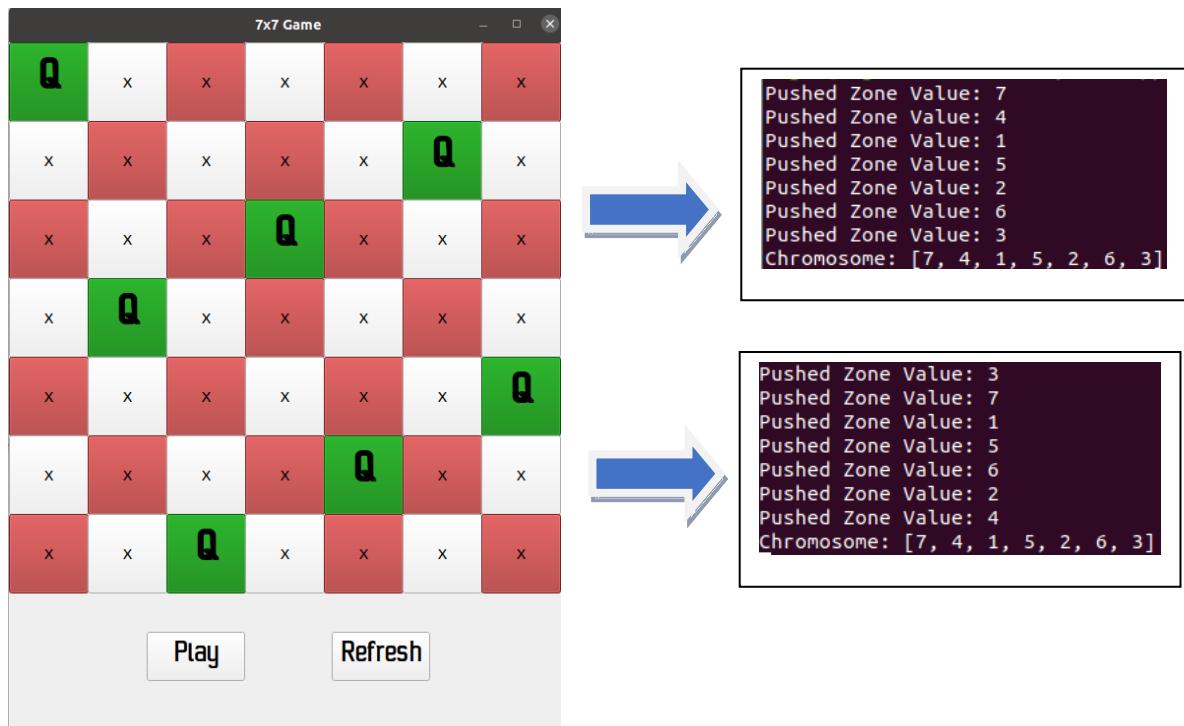 7x7 Game
Q x x x x x x
x x x x x Q x
x x x Q x x x
x Q x x x x x
x x x x x x Q
x x x x Q x x
x x Q x x x x
Play Refresh
Pushed Zone Value: 7
Pushed Zone Value: 4
Pushed Zone Value: 1
Pushed Zone Value: 5
Pushed Zone Value: 2
Pushed Zone Value: 6
Pushed Zone Value: 3
Chromosome: [7, 4, 1, 5, 2, 6, 3]
Pushed Zone Value: 3
Pushed Zone Value: 7
Pushed Zone Value: 1
Pushed Zone Value: 5
Pushed Zone Value: 6
Pushed Zone Value: 2
Pushed Zone Value: 4
Chromosome: [7, 4, 1, 5, 2, 6, 3]